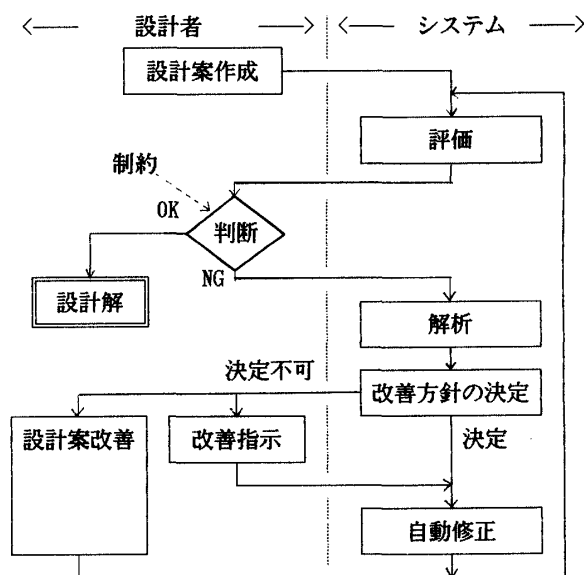 設計者
システム
設計案作成
評価
制約
OK
判断
NG
設計解
解析
決定不可
改善方針の決定
設計案改善
改善指示
決定
自動修正